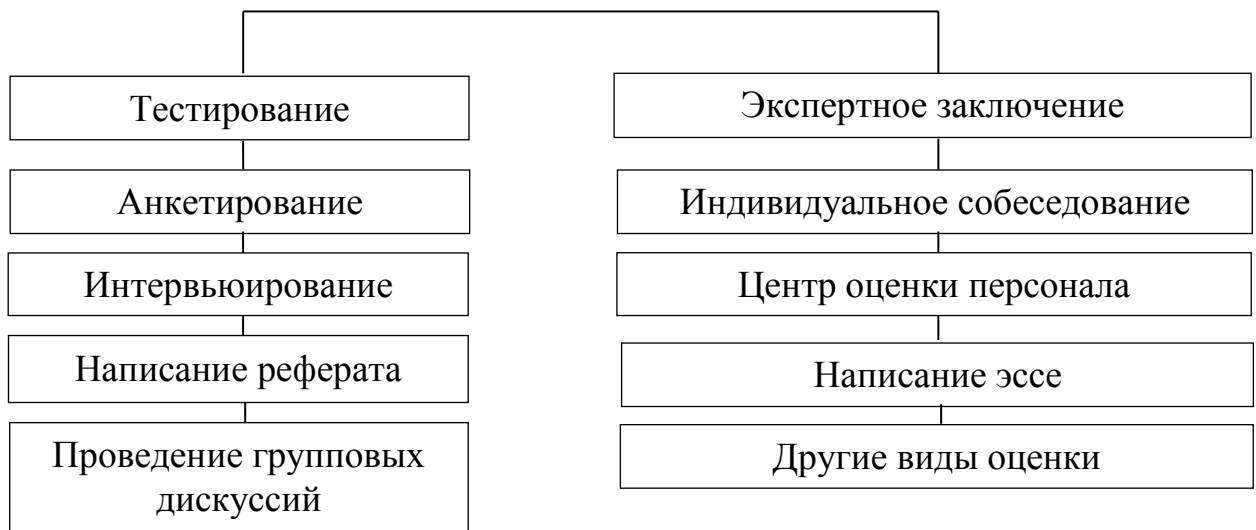 Тестирование
Анкетирование
Интервьюирование
Написание реферата
Проведение групповых
дискуссий
Экспертное заключение
Индивидуальное собеседование
Центр оценки персонала
Написание эссе
Другие виды оценки